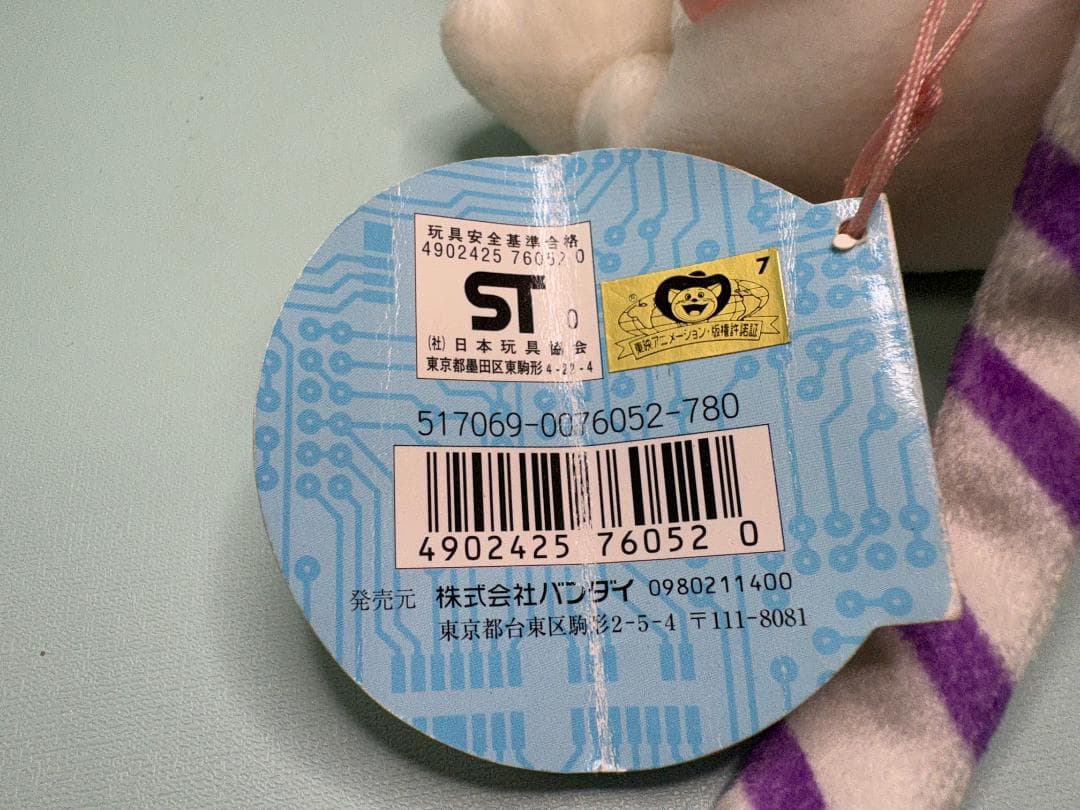 玩具安全基準合格
4902425 76052 0
ST 0
(社) 日本玩具協会
東京都墨田区東駒形4-22-4
7
東映アニメーション・版権許諾証
517069-0076052-780
4902425 76052 0
発売元 株式会社バンダイ 0980211400
東京都台東区駒形2-5-4 〒111-8081